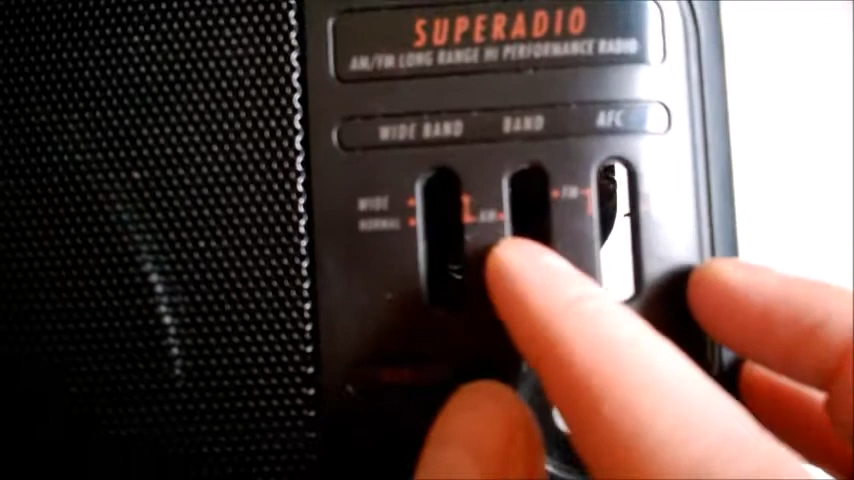 SUPERADIO
AM/FM LONG RANGE HI PERFORMANCE RADIO
WIDE BAND BAND AFC
WIDE AM FM
NORMAL